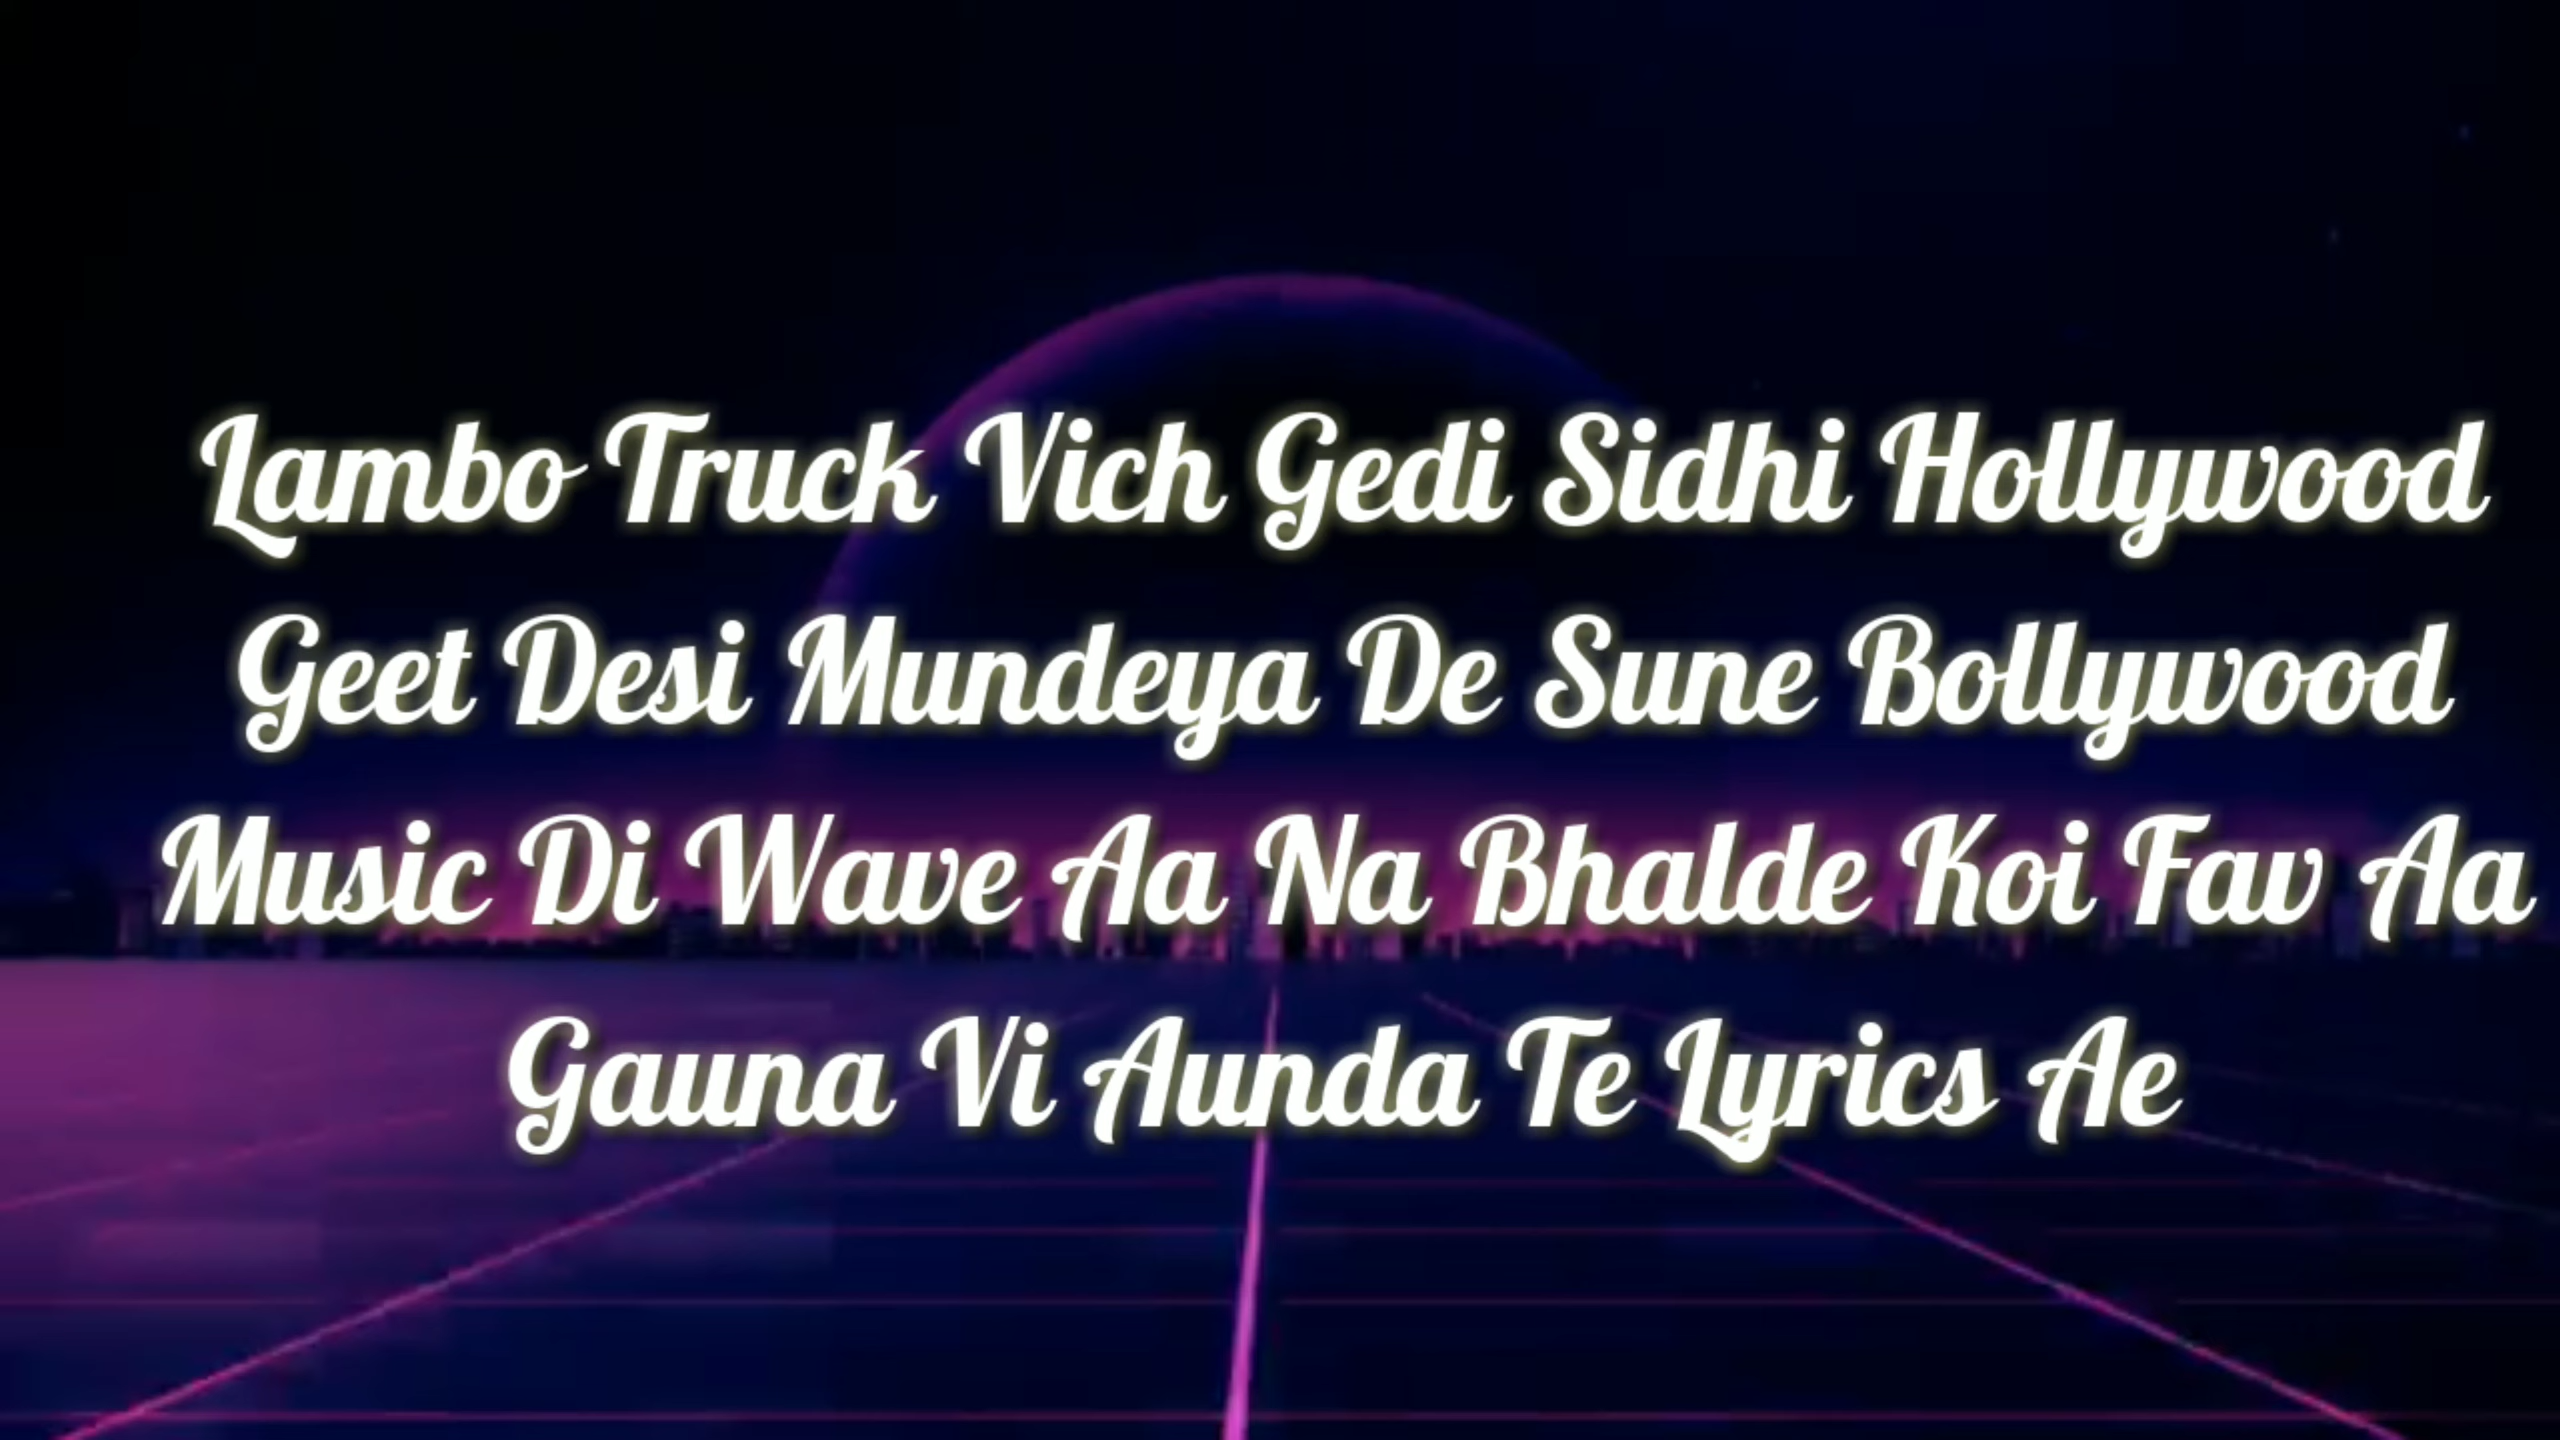 Lambo Truck Vich Gedi Sidhi Hollywood
Geet Desi Mundeya De Sune Bollywood
Music Di Wave Aa Na Bhalde Koi Fav Aa
Gauna Vi Aunda Te Lyrics Ae